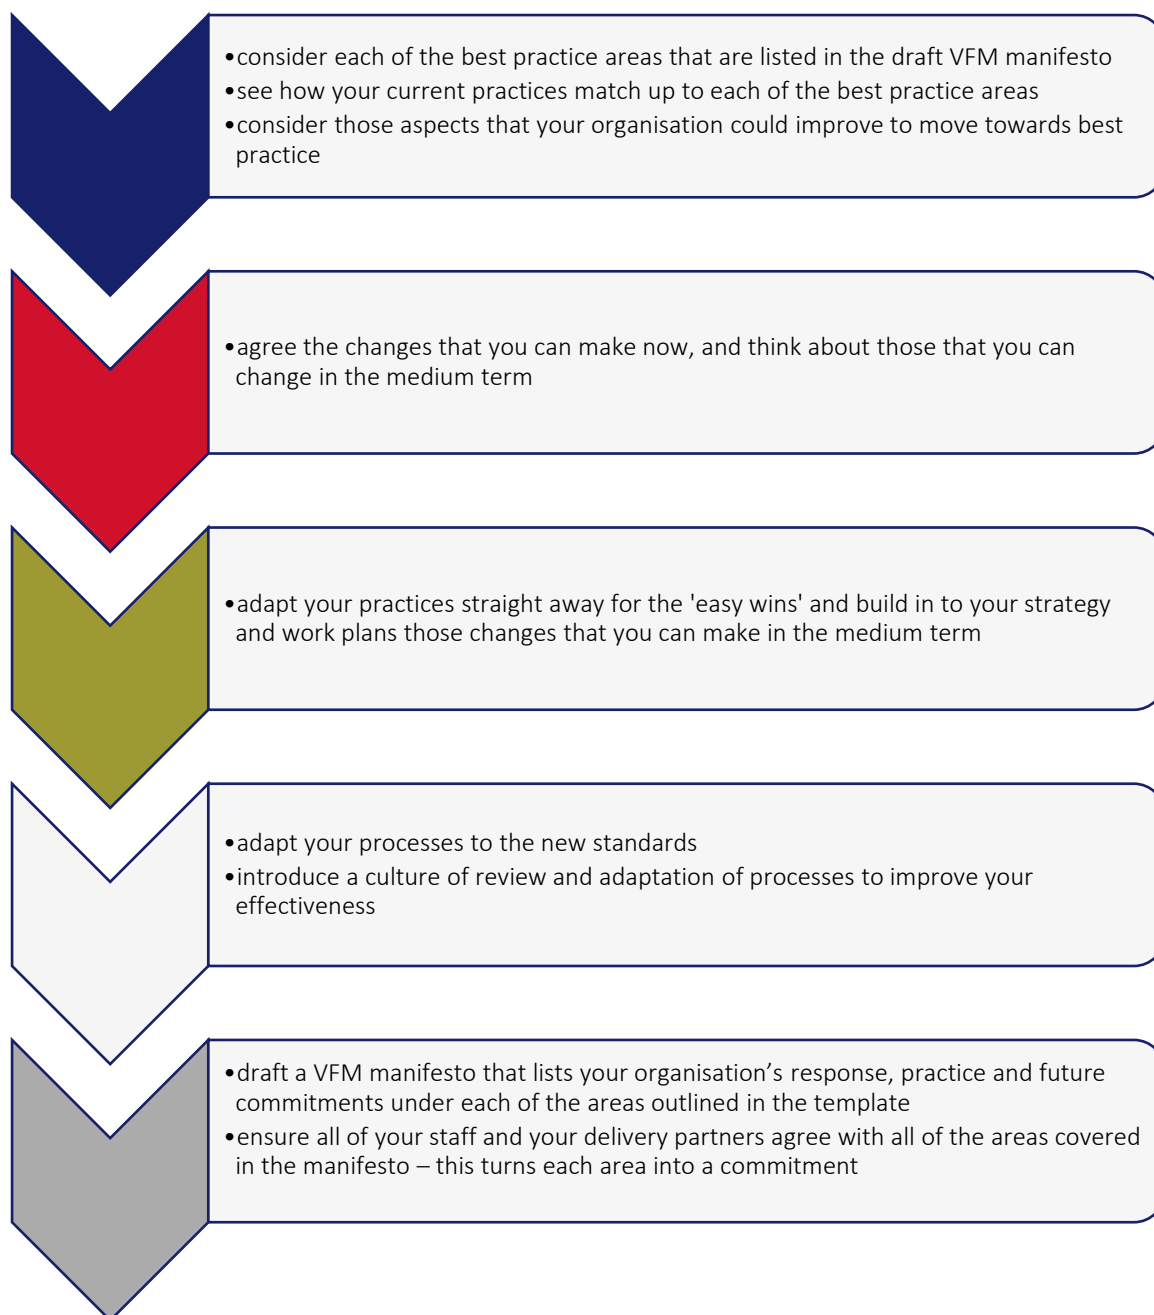 •consider each of the best practice areas that are listed in the draft VFM manifesto
•see how your current practices match up to each of the best practice areas
•consider those aspects that your organisation could improve to move towards best
practice
•agree the changes that you can make now, and think about those that you can
change in the medium term
•adapt your practices straight away for the 'easy wins' and build in to your strategy
and work plans those changes that you can make in the medium term
•adapt your processes to the new standards
•introduce a culture of review and adaptation of processes to improve your
effectiveness
•draft a VFM manifesto that lists your organisation’s response, practice and future
commitments under each of the areas outlined in the template
•ensure all of your staff and your delivery partners agree with all of the areas covered
in the manifesto – this turns each area into a commitment